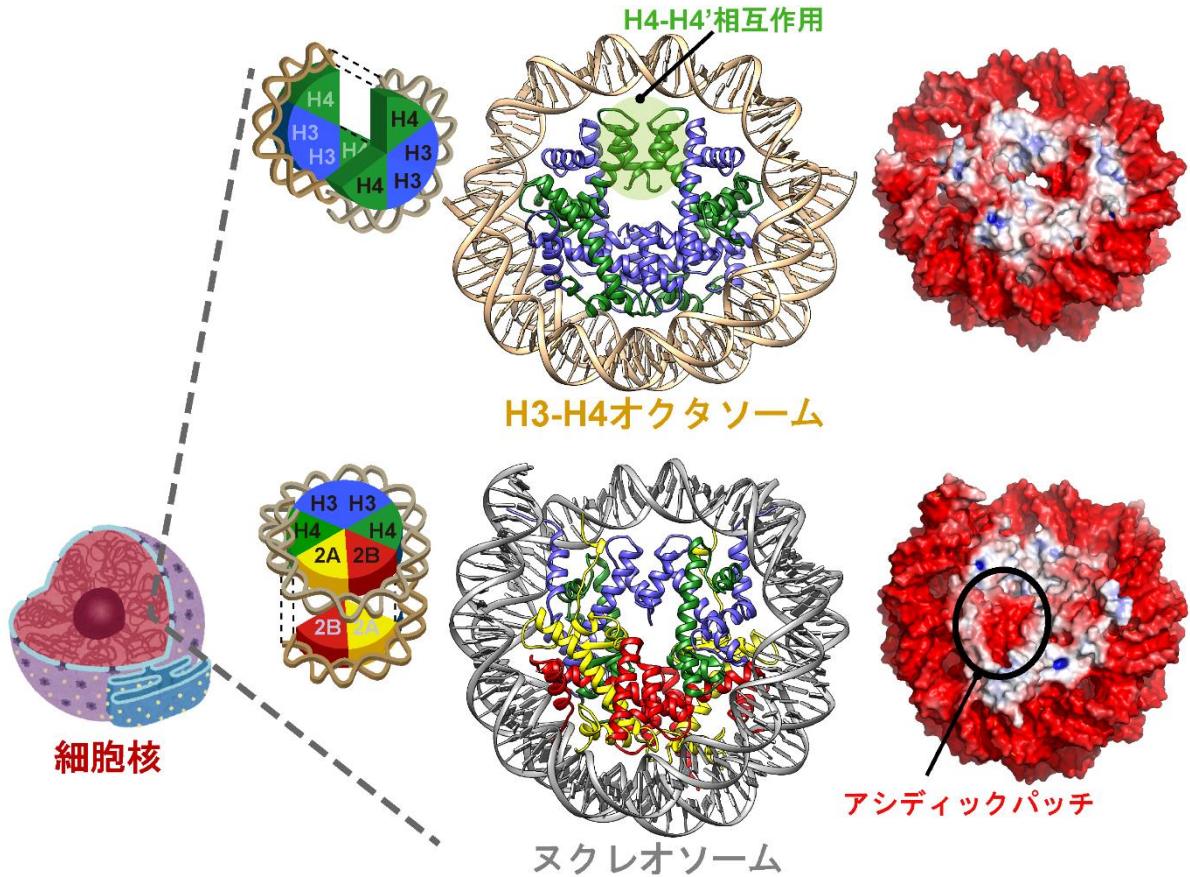 H4-H4’相互作用
H4
H4
H3
H3
H4
H3
H4
H3
H3-H4オクタソーム
H3 H3
H4 H4
2A 2B
2B 2A
細胞核
アシディックパッチ
ヌクレオソーム